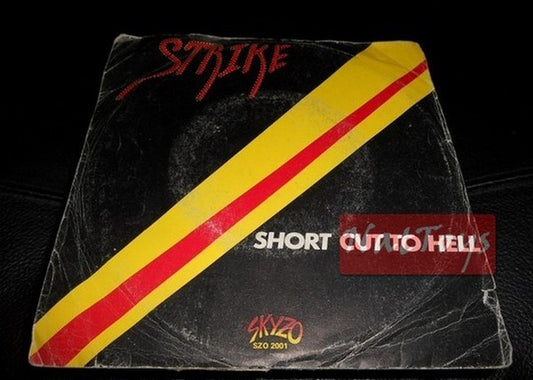 STRIKE
SHORT CUT TO HELL
SKYZO
SZO 2001